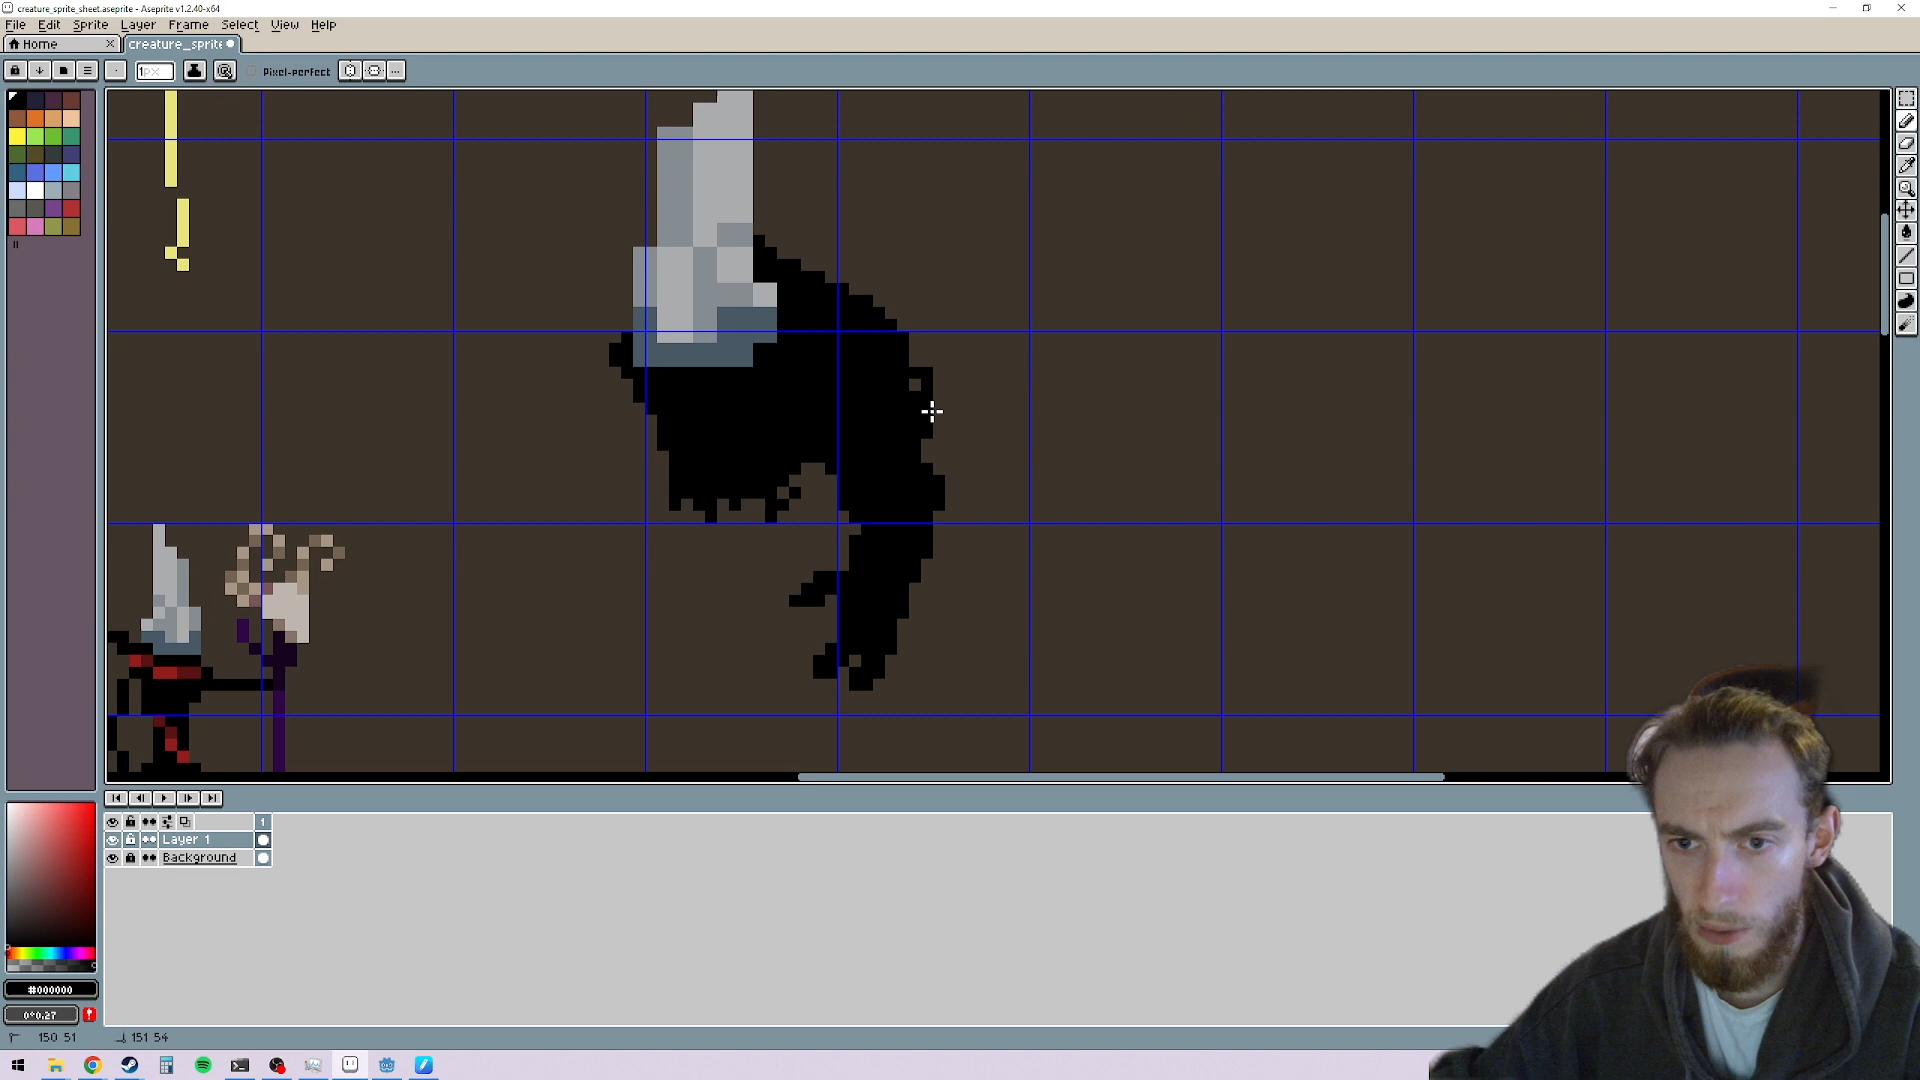 creature_sprite_sheet.aseprite - Aseprite v1.2.40-x64
File Edit Sprite Layer Frame Select View Help
Home
creature_sprite
1px
Pixel-perfect
1
Layer 1
Background
#000000
150 51
151 54